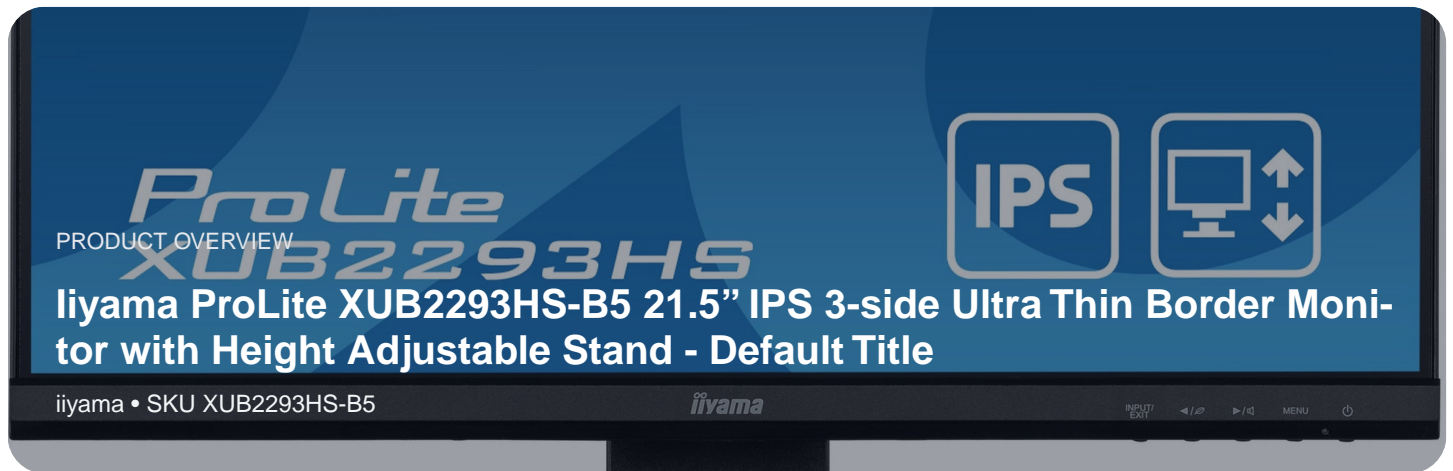 ProLite
XUB2293HS
IPS
PRODUCT OVERVIEW
Iiyama ProLite XUB2293HS-B5 21.5” IPS 3-side Ultra Thin Border Moni-
tor with Height Adjustable Stand - Default Title
iiyama • SKU XUB2293HS-B5
iiyama
INPUT/
EXIT
MENU